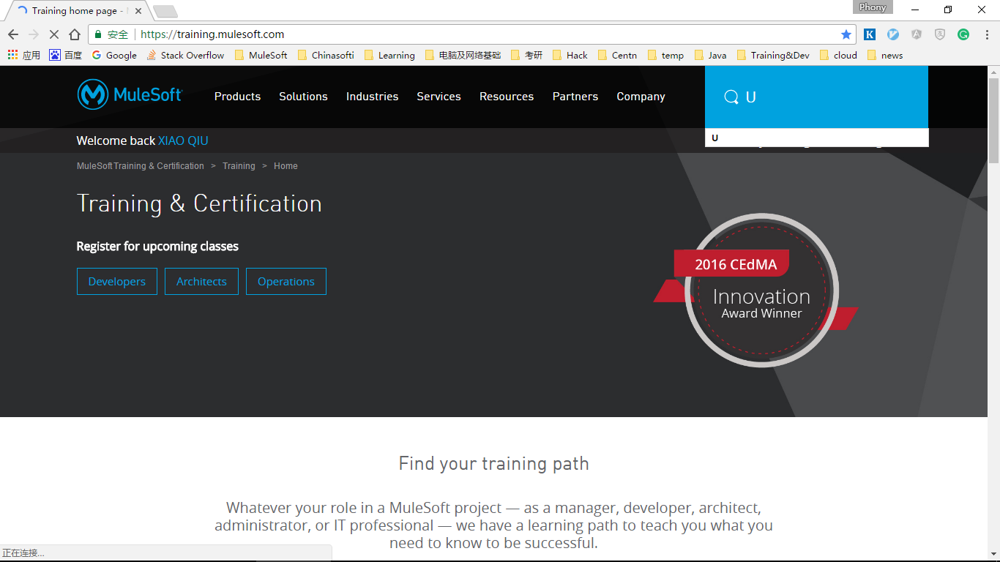 Training home page -
Phony
安全 https://training.mulesoft.com
应用 百度 Google Stack Overflow MuleSoft Chinasofti Learning 电脑及网络基础 考研 Hack Centn temp Java Training&Dev cloud news
MuleSoft Products Solutions Industries Services Resources Partners Company U
Welcome back XIAO QIU
U
MuleSoft Training & Certification > Training > Home
Training & Certification
Register for upcoming classes
Developers Architects Operations
2016 CEdMA
Innovation
Award Winner
Find your training path
Whatever your role in a MuleSoft project — as a manager, developer, architect,
administrator, or IT professional — we have a learning path to teach you what you
need to know to be successful.
正在连接...